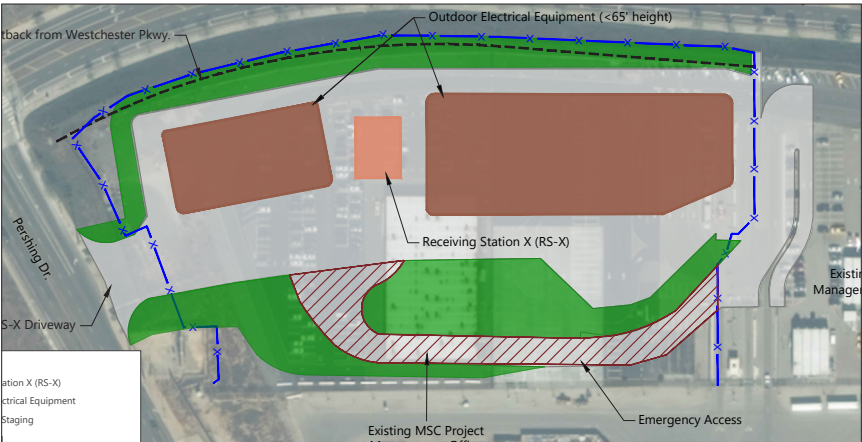 Outdoor Electrical Equipment (<65' height)
tback from Westchester Pkwy.
Receiving Station X (RS-X)
Pershing Dr.
Existin
Manager
S-X Driveway
ation X (RS-X)
ctrical Equipment
Staging
Emergency Access
Existing MSC Project